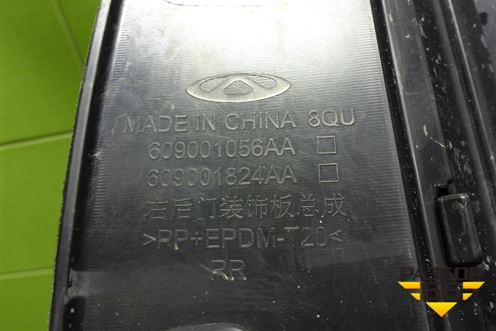 MADE IN CHINA 8QU
609001056AA □
609001824AA □
右后门装饰板总成
>PP+EPDM-T20<
RR